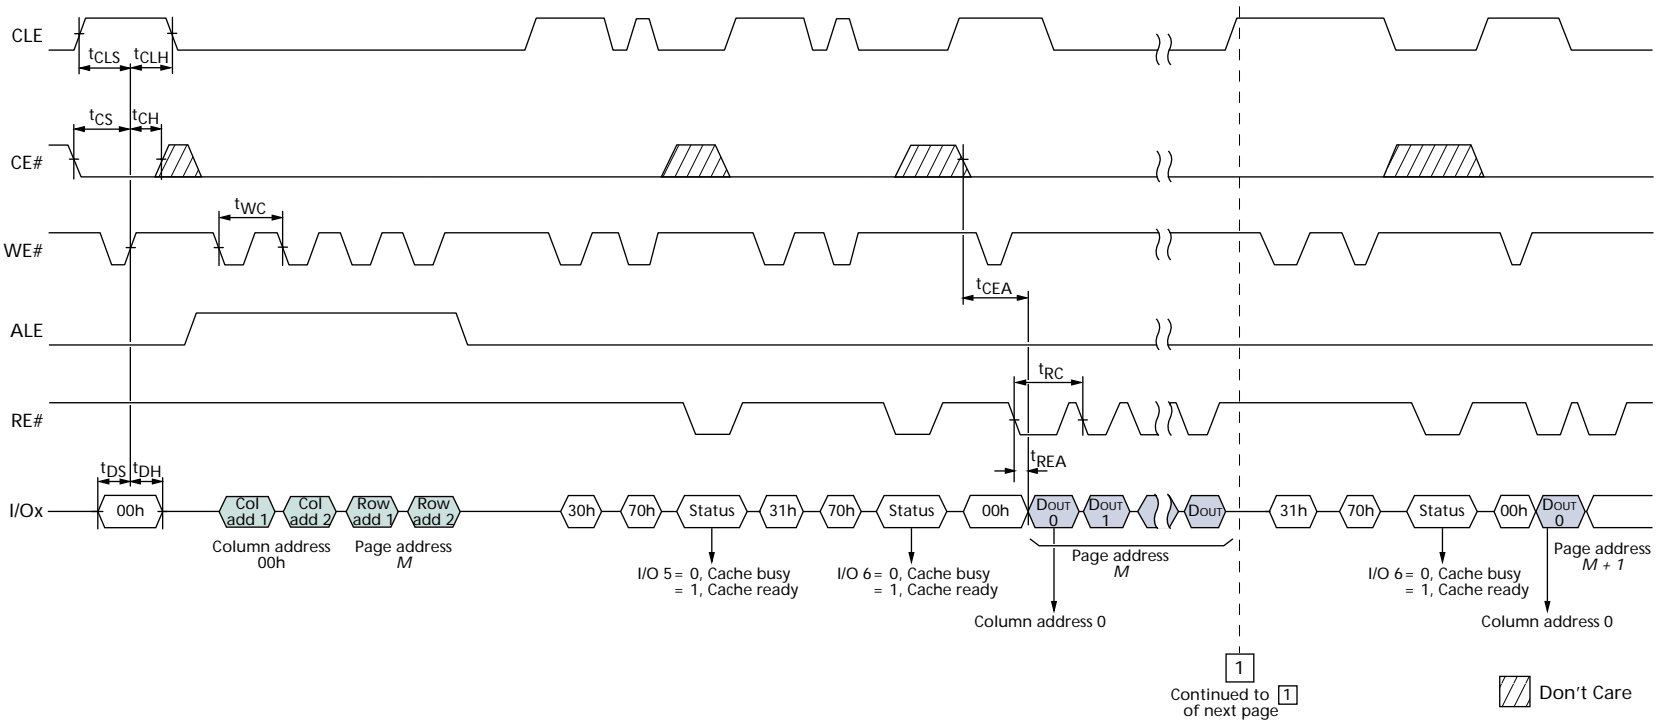 CLE
tCLS tCLH
tCS tCH
CE#
tWC
WE#
tCEA
ALE
tRC
RE#
tREA
tDS tDH
I/Ox
00h
Col add 1
Col add 2
Row add 1
Row add 2
30h
70h
Status
31h
70h
Status
00h
DOUT 0
DOUT 1
DOUT
31h
70h
Status
00h
DOUT 0
Column address
00h
Page address
M
I/O 5 = 0, Cache busy
= 1, Cache ready
I/O 6 = 0, Cache busy
= 1, Cache ready
Page address
M
Column address 0
I/O 6 = 0, Cache busy
= 1, Cache ready
Page address
M + 1
Column address 0
1
Continued to 1
of next page
Don't Care